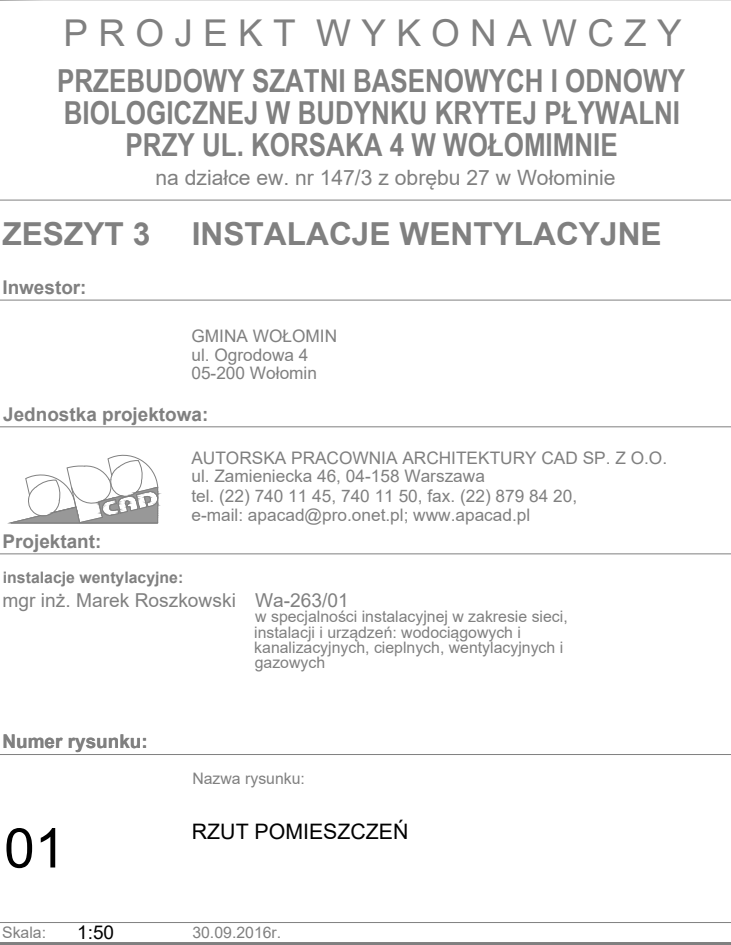 PROJEKT WYKONAWCZY
PRZEBUDOWY SZATNI BASENOWYCH I ODNOWY
BIOLOGICZNEJ W BUDYNKU KRYTEJ PŁYWALNI
PRZY UL. KORSAKA 4 W WOŁOMIMNIE
na działce ew. nr 147/3 z obrębu 27 w Wołominie
ZESZYT 3 INSTALACJE WENTYLACYJNE
Inwestor:
GMINA WOŁOMIN
ul. Ogrodowa 4
05-200 Wołomin
Jednostka projektowa:
CAD
AUTORSKA PRACOWNIA ARCHITEKTURY CAD SP. Z O.O.
ul. Zamieniecka 46, 04-158 Warszawa
tel. (22) 740 11 45, 740 11 50, fax. (22) 879 84 20,
e-mail: apacad@pro.onet.pl; www.apacad.pl
Projektant:
instalacje wentylacyjne:
mgr inż. Marek Roszkowski Wa-263/01
w specjalności instalacyjnej w zakresie sieci,
instalacji i urządzeń: wodociągowych i
kanalizacyjnych, cieplnych, wentylacyjnych i
gazowych
Numer rysunku:
Nazwa rysunku:
01 RZUT POMIESZCZEŃ
Skala: 1:50 30.09.2016r.